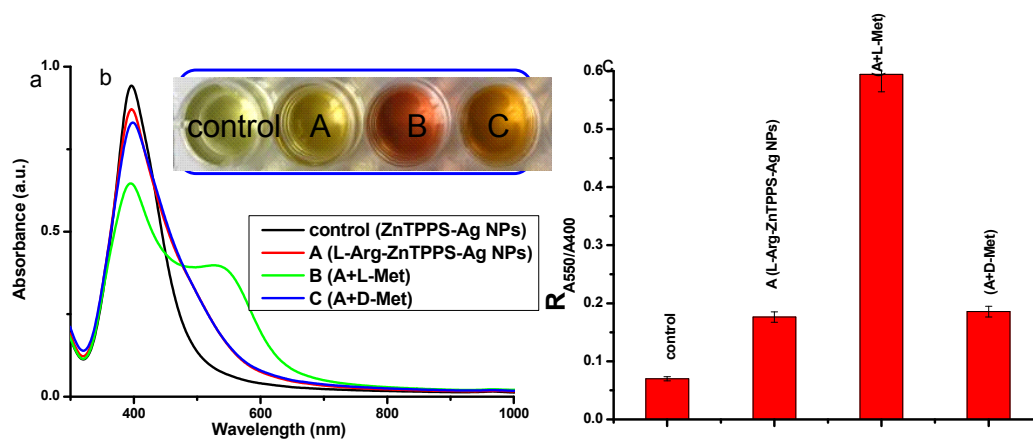 a
b
control
A
B
C
1.0
0.5
0.0
Absorbance (a.u.)
400
600
800
1000
Wavelength (nm)
control (ZnTPPS-Ag NPs)
A (L-Arg-ZnTPPS-Ag NPs)
B (A+L-Met)
C (A+D-Met)
C
0.6
0.5
0.4
0.3
0.2
0.1
0.0
R A550/A400
control
A (L-Arg-ZnTPPS-Ag NPs)
(A+L-Met)
(A+D-Met)